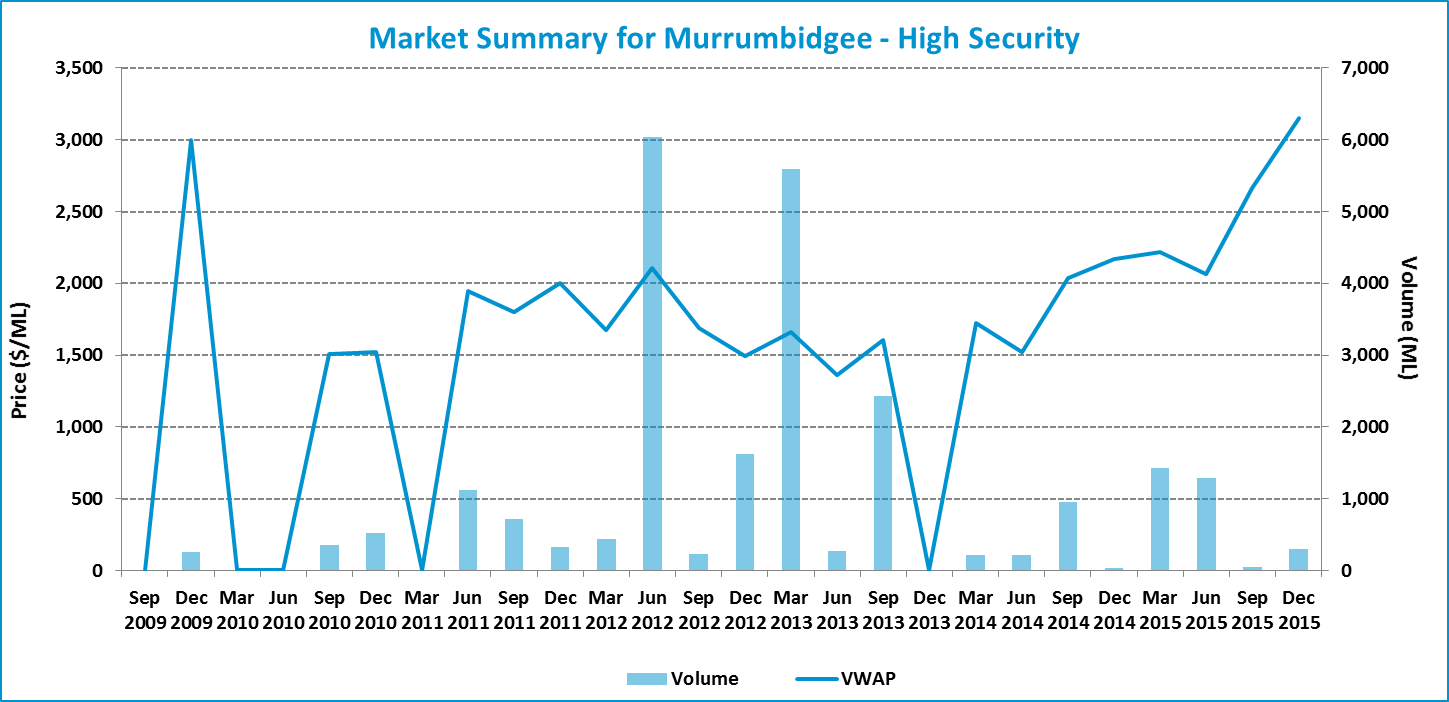 Market Summary for Murrumbidgee - High Security
3,500
3,000
2,500
2,000
1,500
1,000
500
0
Price ($/ML)
7,000
6,000
5,000
4,000
3,000
2,000
1,000
0
Volume (ML)
Sep Dec Mar Jun Sep Dec Mar Jun Sep Dec Mar Jun Sep Dec Mar Jun Sep Dec Mar Jun Sep Dec Mar Jun Sep Dec
2009 2009 2010 2010 2010 2010 2011 2011 2011 2011 2012 2012 2012 2012 2013 2013 2013 2013 2014 2014 2014 2014 2015 2015 2015 2015
Volume VWAP